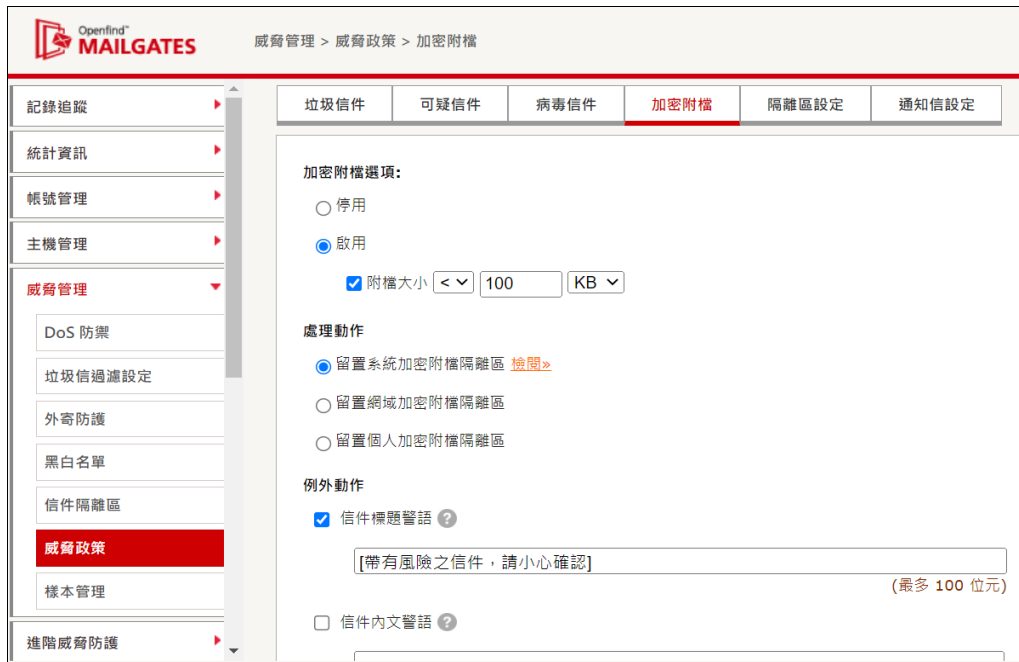 Openfind™
MAILGATES
威脅管理 > 威脅政策 > 加密附檔
記錄追蹤
統計資訊
帳號管理
主機管理
威脅管理
DoS 防禦
垃圾信過濾設定
外寄防護
黑白名單
信件隔離區
威脅政策
樣本管理
進階威脅防護
垃圾信件
可疑信件
病毒信件
加密附檔
隔離區設定
通知信設定
加密附檔選項:
停用
啟用
附檔大小 < 100 KB
處理動作
留置系統加密附檔隔離區 檢閱»
留置網域加密附檔隔離區
留置個人加密附檔隔離區
例外動作
信件標題警語 ?
[帶有風險之信件，請小心確認]
(最多 100 位元)
信件內文警語 ?